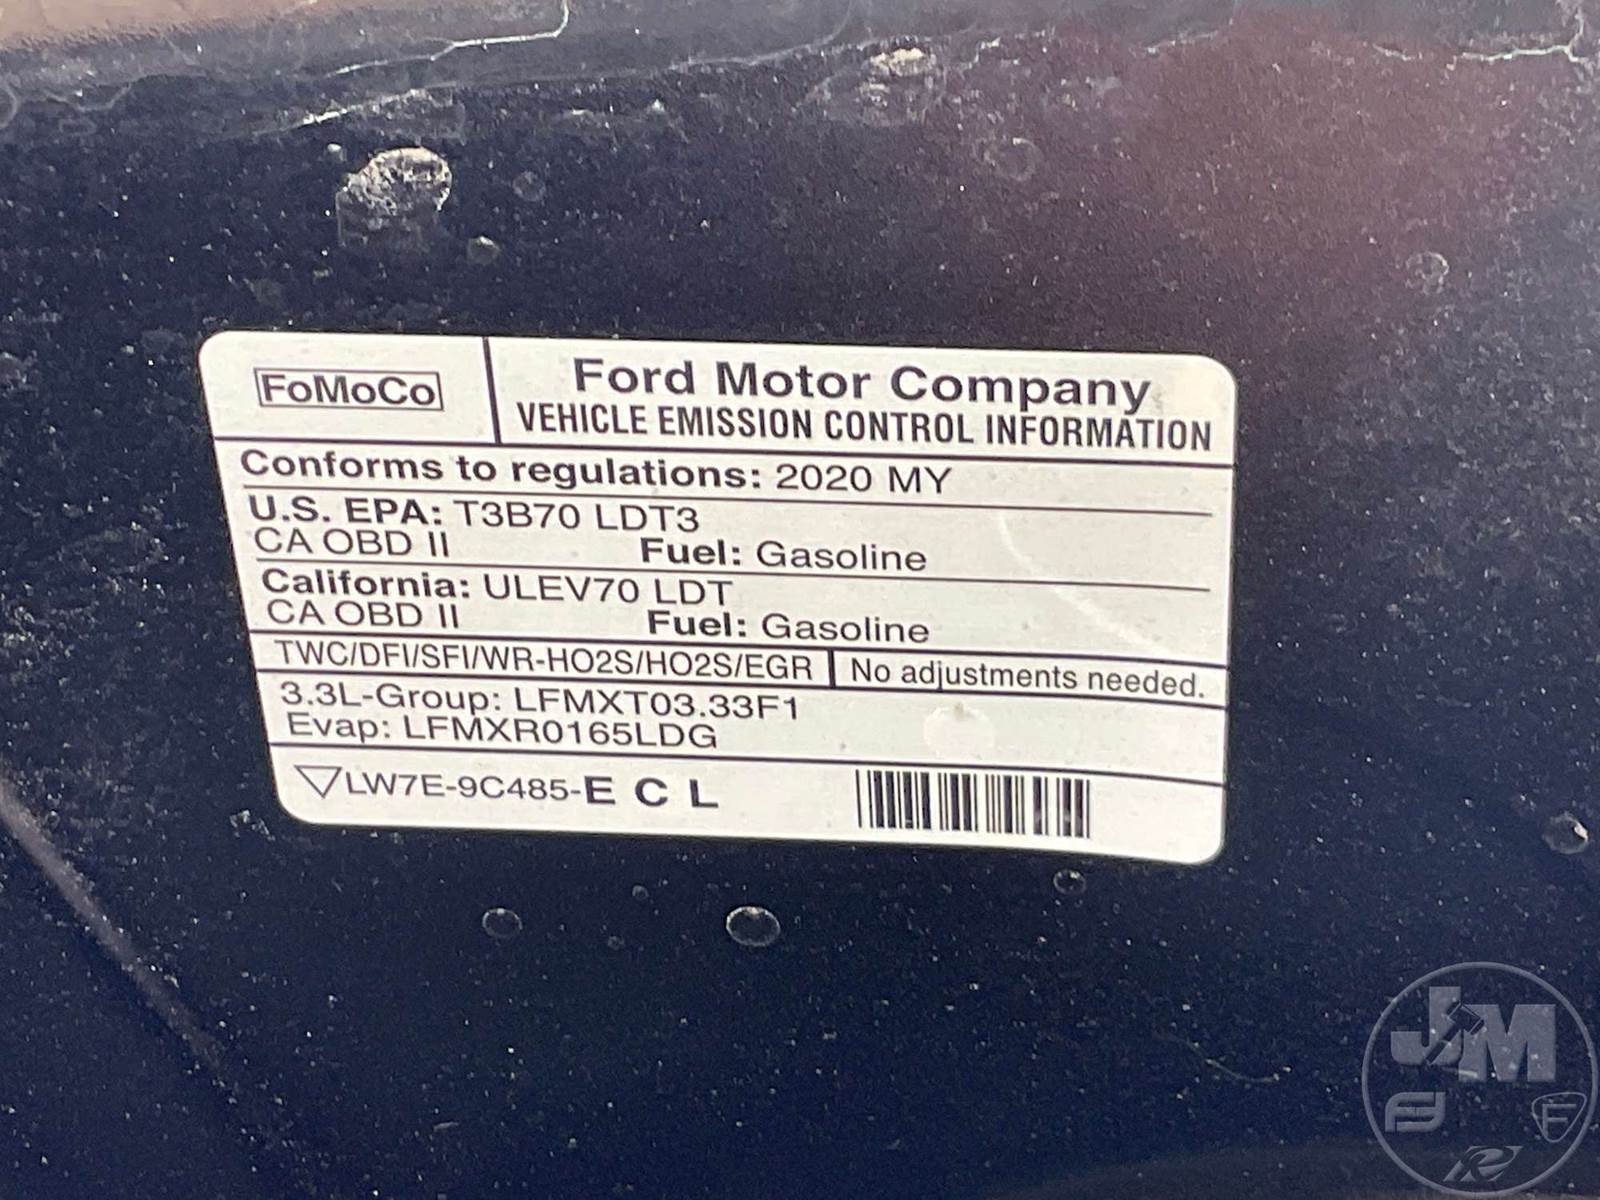 FoMoCo
Ford Motor Company
VEHICLE EMISSION CONTROL INFORMATION
Conforms to regulations: 2020 MY
U.S. EPA: T3B70 LDT3
CA OBD II Fuel: Gasoline
California: ULEV70 LDT
CA OBD II Fuel: Gasoline
TWC/DFI/SFI/WR-HO2S/HO2S/EGR No adjustments needed.
3.3L-Group: LFMXT03.33F1
Evap: LFMXR0165LDG
LW7E-9C485-E C L
JM